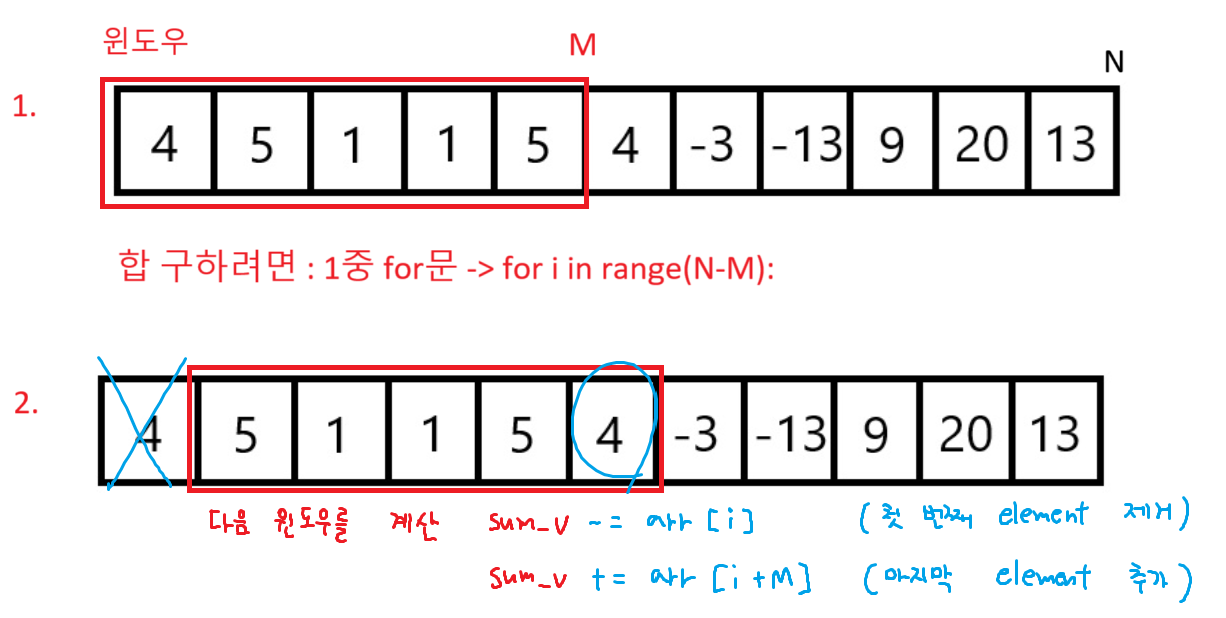 윈도우 M
N
1.
4 5 1 1 5 4 -3 -13 9 20 13
합 구하려면 : 1중 for문 -> for i in range(N-M):
2.
4 5 1 1 5 4 -3 -13 9 20 13
다음 윈도우를 계산 sum_v -= arr [i] (첫 번째 element 제거)
sum_v += arr [i+M] (마지막 element 추가)